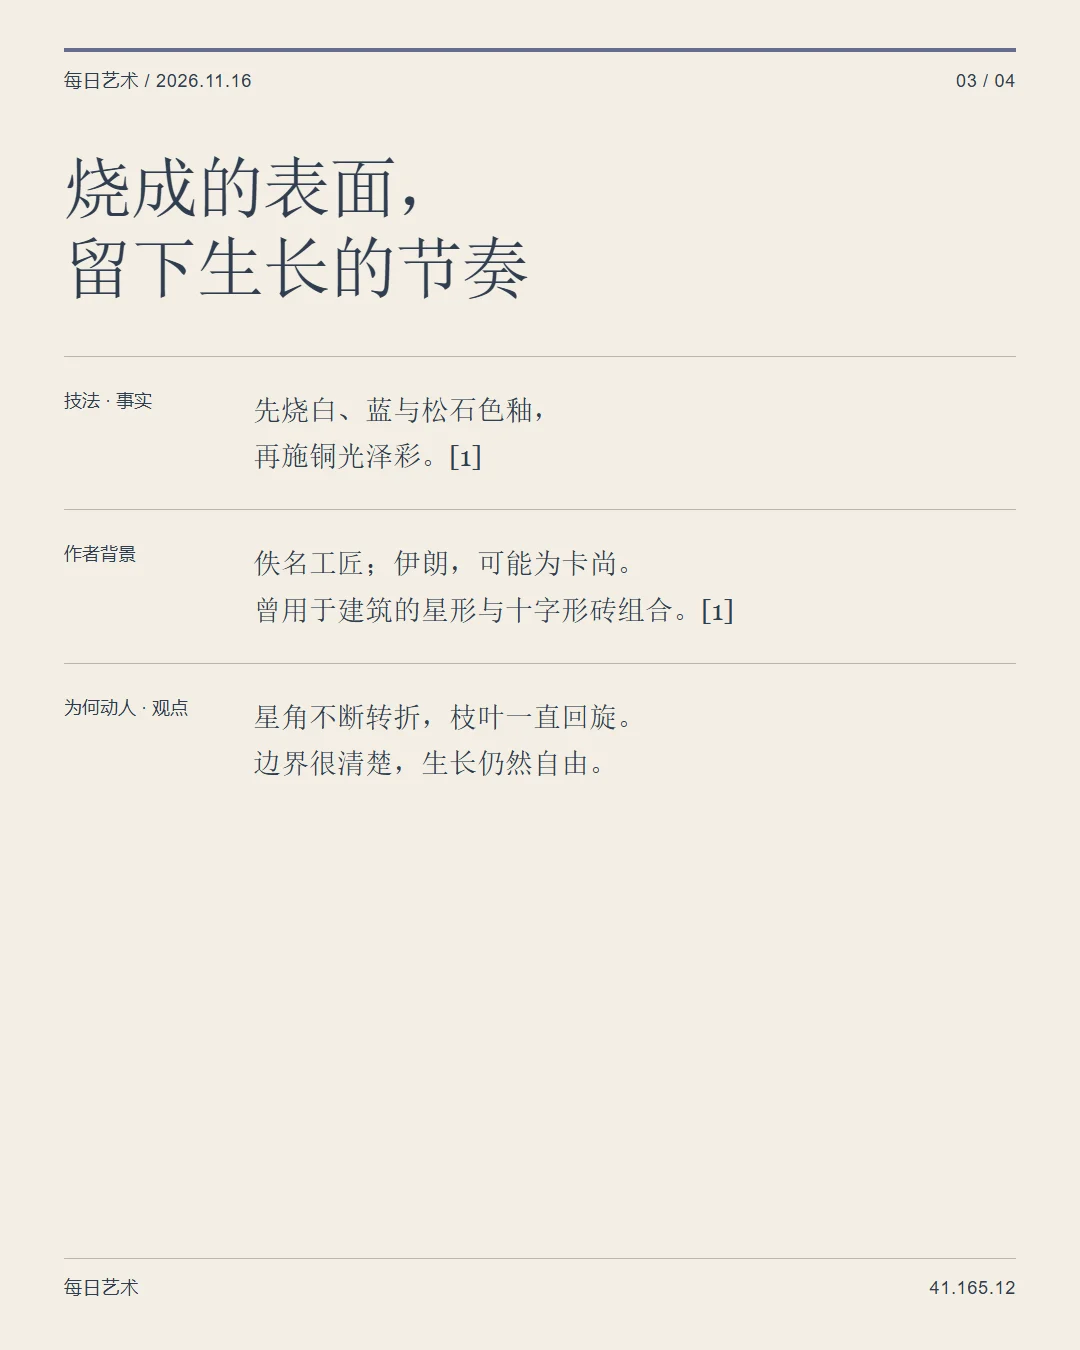 每日艺术 / 2026.11.16
03 / 04
烧成的表面，
留下生长的节奏
技法 · 事实
先烧白、蓝与松石色釉，
再施铜光泽彩。[1]
作者背景
佚名工匠；伊朗，可能为卡尚。
曾用于建筑的星形与十字形砖组合。[1]
为何动人 · 观点
星角不断转折，枝叶一直回旋。
边界很清楚，生长仍然自由。
每日艺术
41.165.12